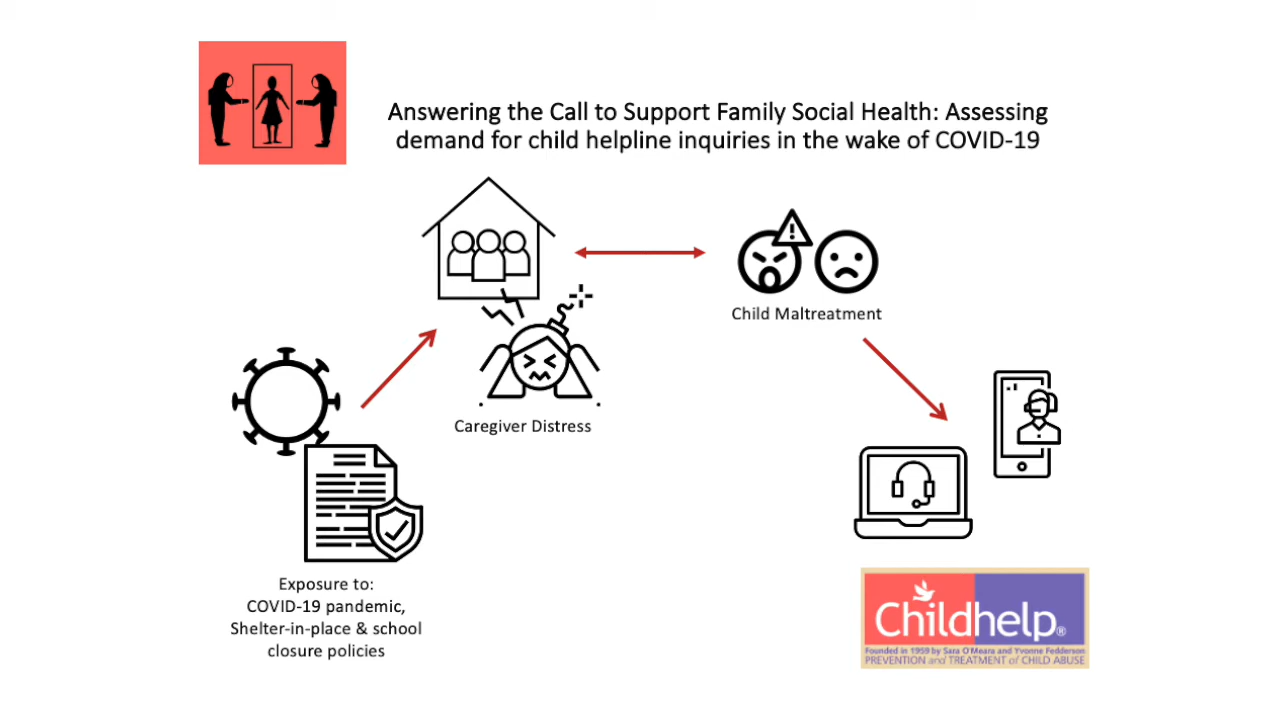 Answering the Call to Support Family Social Health: Assessing
demand for child helpline inquiries in the wake of COVID-19
Child Maltreatment
Caregiver Distress
Exposure to:
COVID-19 pandemic,
Shelter-in-place & school
closure policies
Childhelp®
Founded in 1959 by Sara O'Meara and Yvonne Fedderson
PREVENTION and TREATMENT of CHILD ABUSE